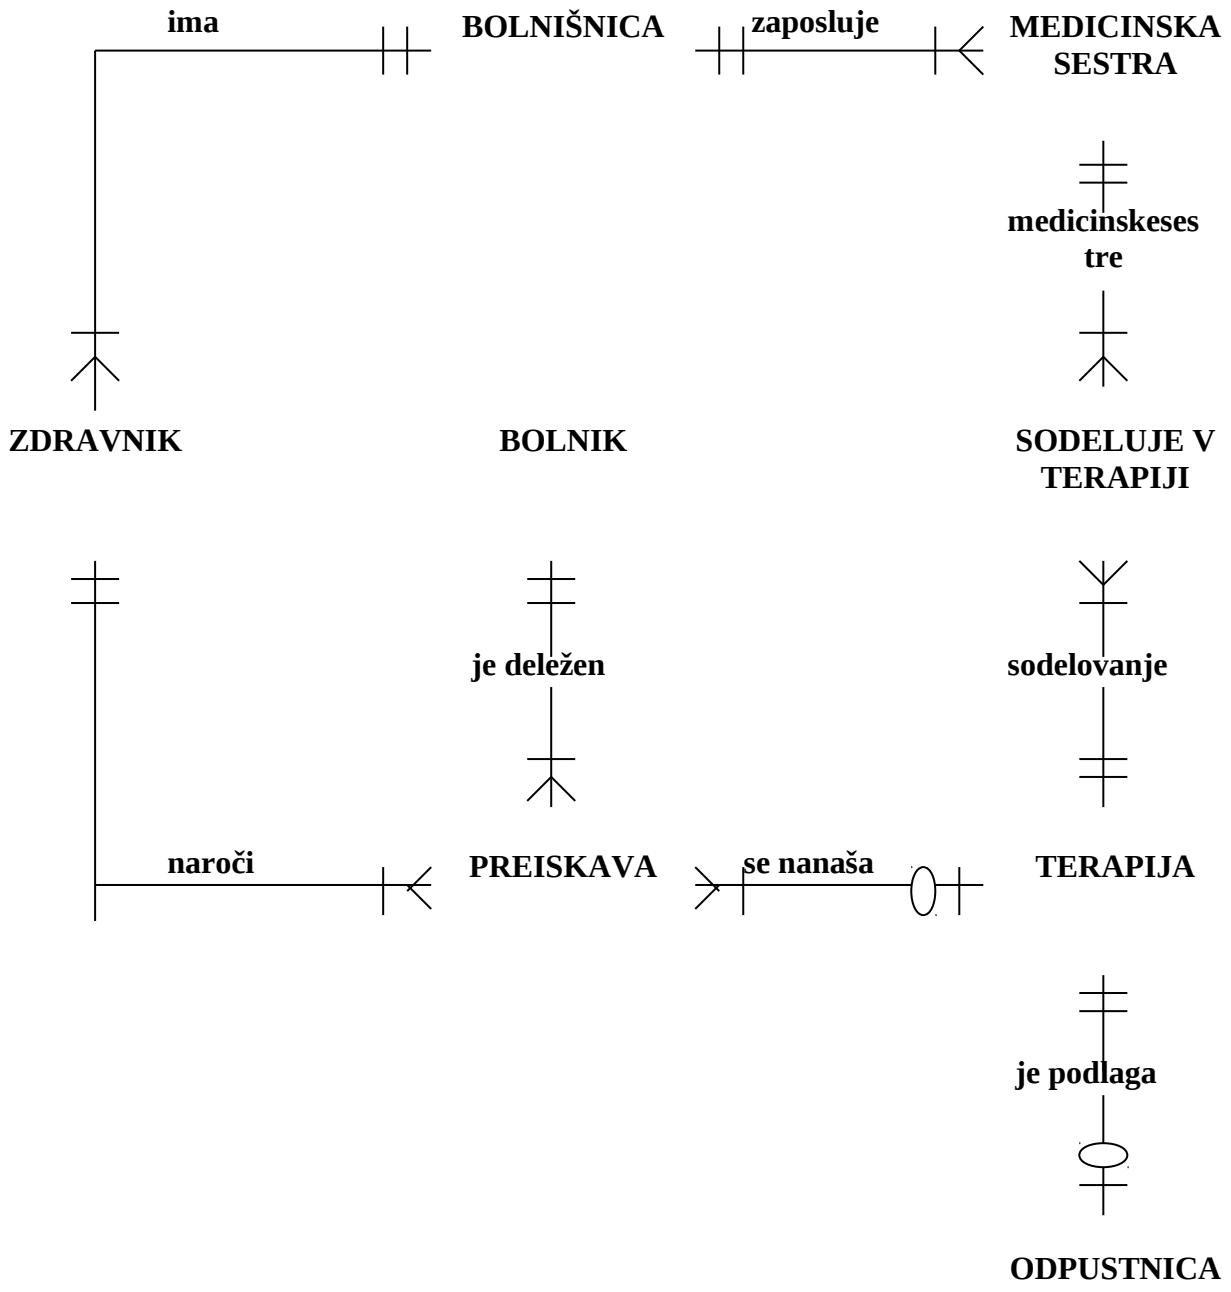 ima
BOLNIŠNICA
zaposluje
MEDICINSKA
SESTRA
medicinskeses
tre
ZDRAVNIK
BOLNIK
SODELUJE V
TERAPIJI
je deležen
sodelovanje
naroči
PREISKAVA
se nanaša
TERAPIJA
je podlaga
ODPUSTNICA